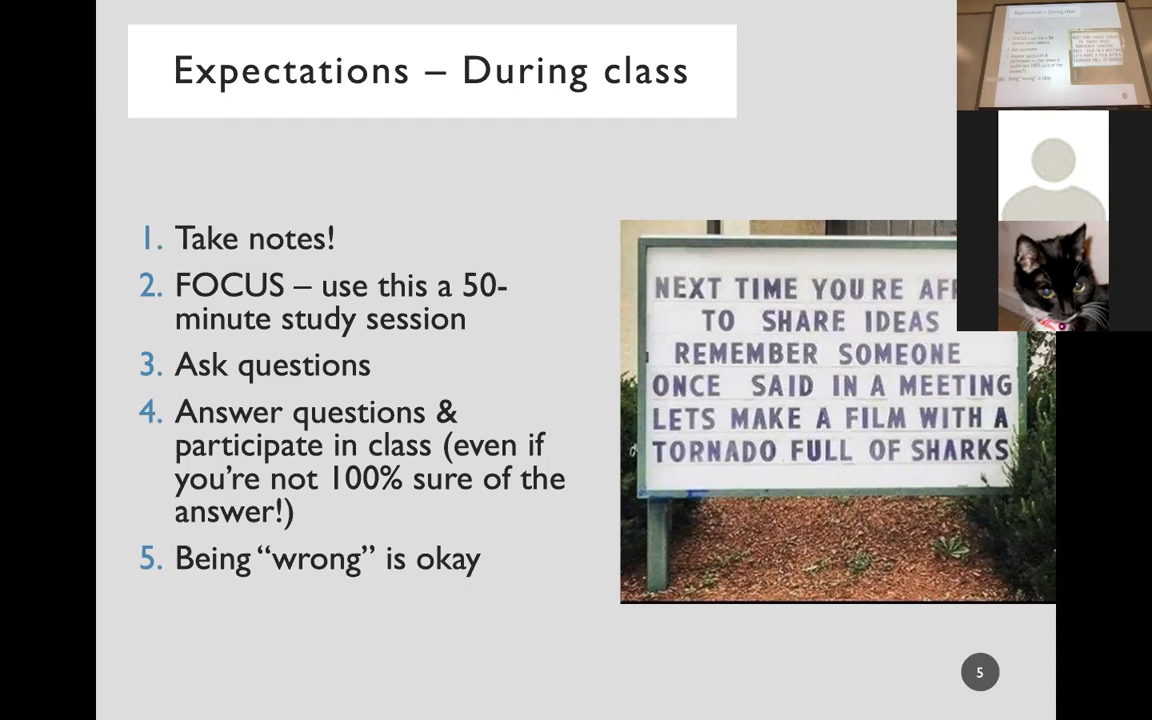 Expectations – During class
1. Take notes!
2. FOCUS – use this a 50-
minute study session
3. Ask questions
4. Answer questions &
participate in class (even if
you’re not 100% sure of the
answer!)
5. Being “wrong” is okay
NEXT TIME YOU'RE
TO SHARE IDEAS
REMEMBER SOMEONE
ONCE SAID IN A MEETING
LETS MAKE A FILM WITH A
TORNADO FULL OF SHARKS
5
Expectations – During class